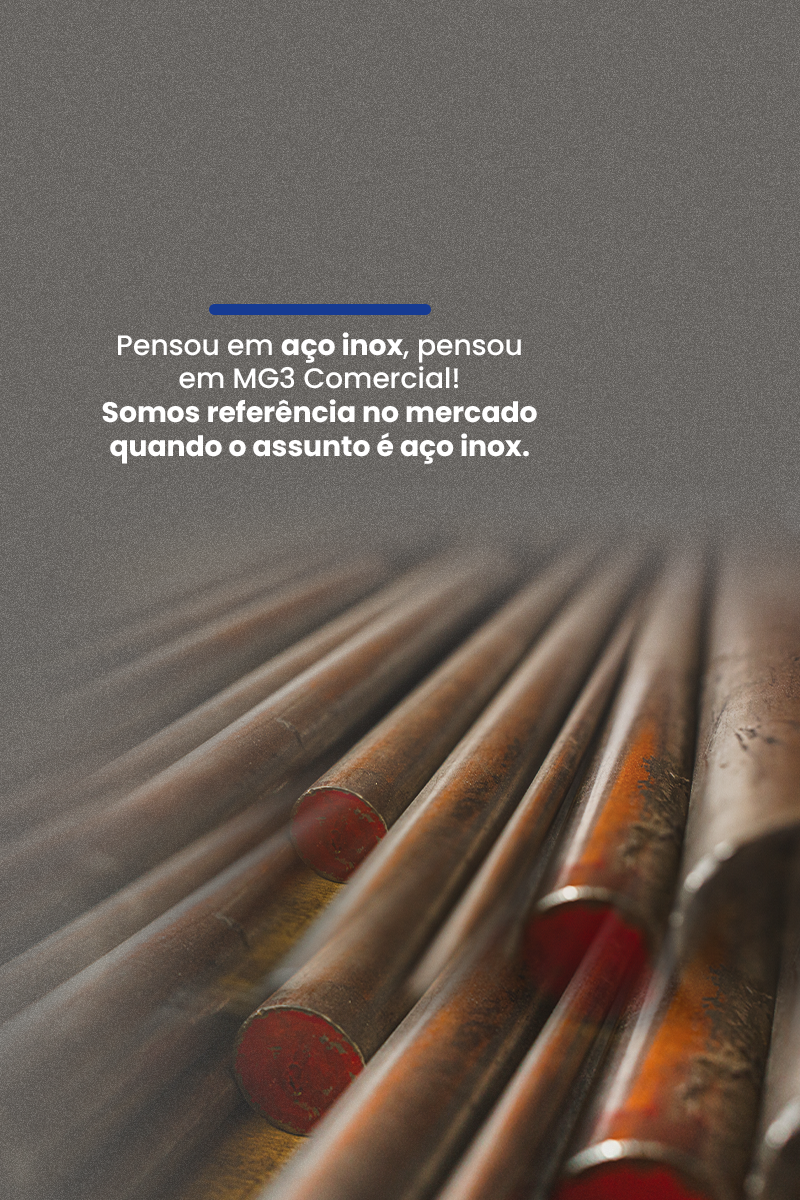 Pensou em aço inox, pensou
em MG3 Comercial!
Somos referência no mercado
quando o assunto é aço inox.